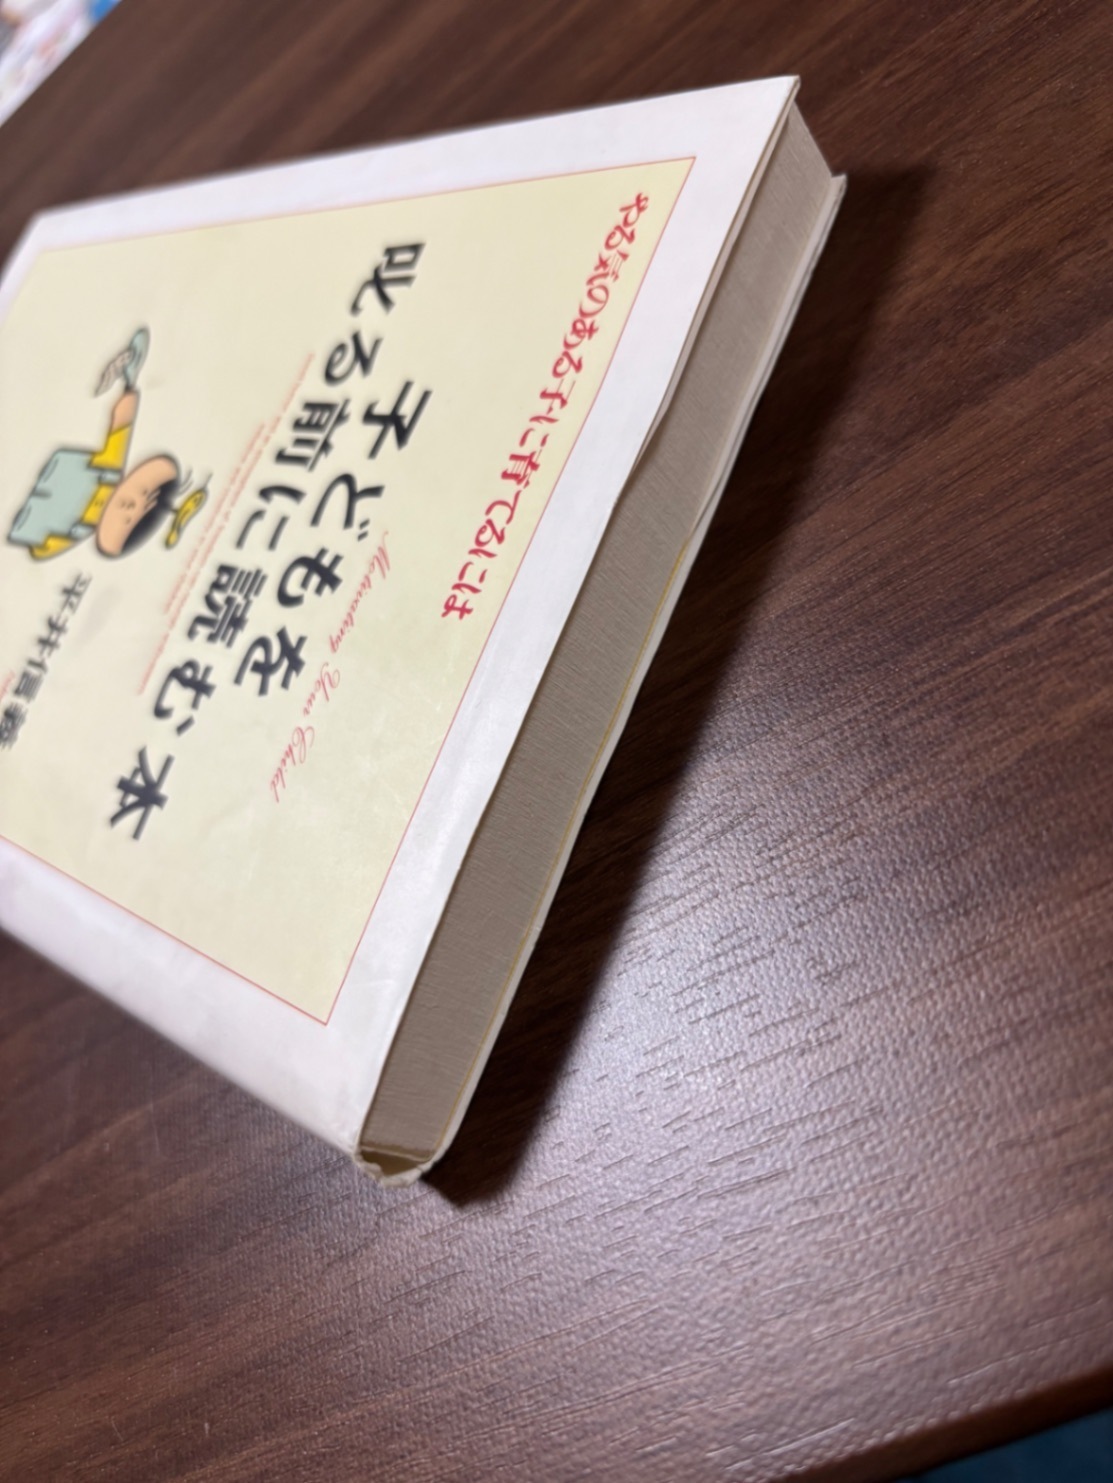 やる気のある子に育てるには
子どもを
叱る前に読む本
Motivating Your Child
平井信義